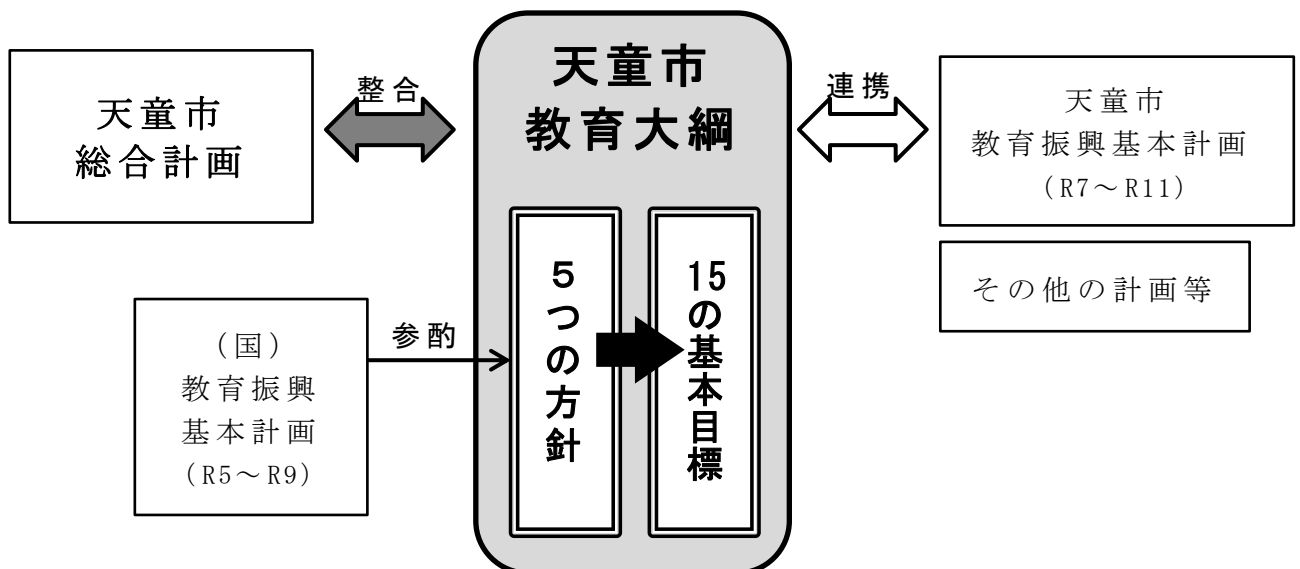 天童市
総合計画
整合
天童市
教育大綱
連携
天童市
教育振興基本計画
（R7～R11）
その他の計画等
（国）
教育振興
基本計画
（R5～R9）
参酌
５つの方針
15の基本目標